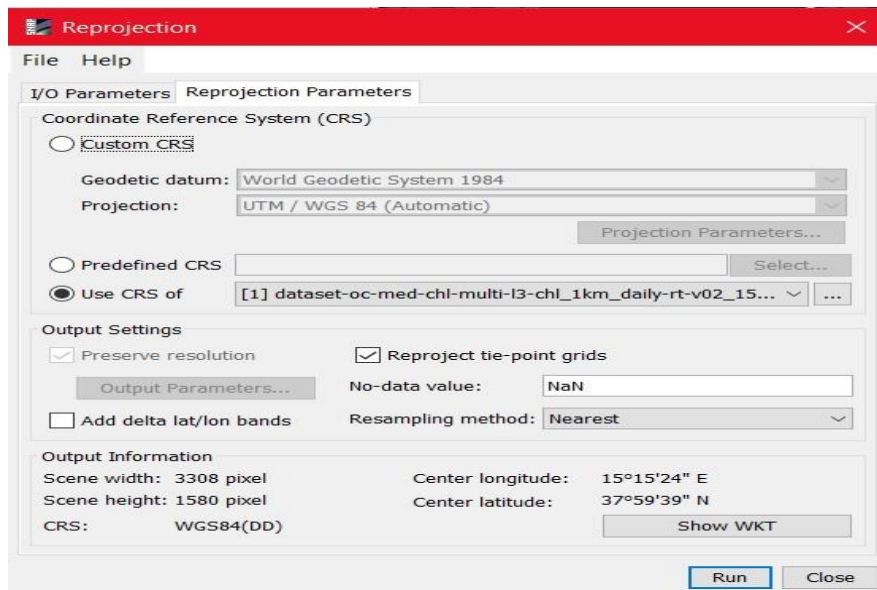 SNAP
Reprojection
File Help
I/O Parameters Reprojection Parameters
Coordinate Reference System (CRS)
Custom CRS
Geodetic datum: World Geodetic System 1984
Projection: UTM / WGS 84 (Automatic)
Projection Parameters...
Predefined CRS Select...
Use CRS of [1] dataset-oc-med-chl-multi-l3-chl_1km_daily-rt-v02_15... ...
Output Settings
Preserve resolution Reproject tie-point grids
Output Parameters... No-data value: NaN
Add delta lat/lon bands Resampling method: Nearest
Output Information
Scene width: 3308 pixel Center longitude: 15°15'24" E
Scene height: 1580 pixel Center latitude: 37°59'39" N
CRS: WGS84(DD) Show WKT
Run Close